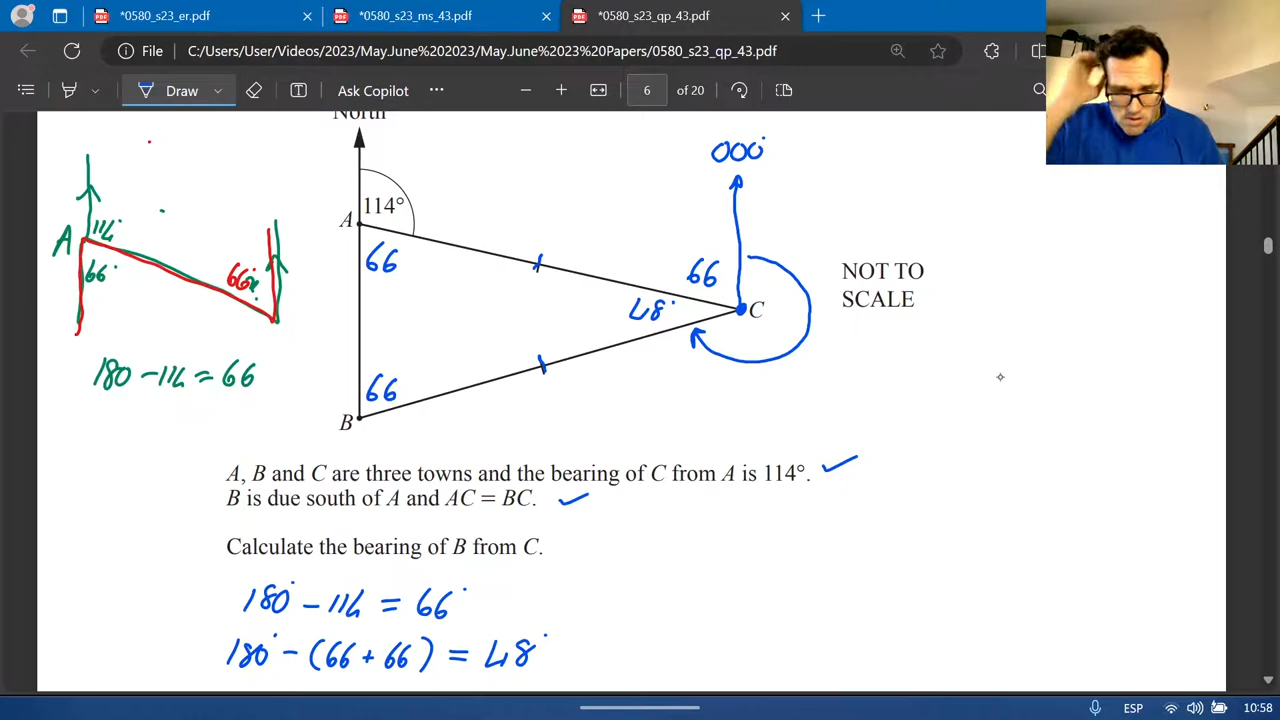 *0580_s23_er.pdf
*0580_s23_ms_43.pdf
*0580_s23_qp_43.pdf
File
C:/Users/User/Videos/2023/May.June%202023/May.June%2023%20Papers/0580_s23_qp_43.pdf
Draw
Ask Copilot
6
of 20
North
000°
114°
A
66
66
48°
C
NOT TO
SCALE
66
B
A
114°
66°
66°
x
180 - 114 = 66
A, B and C are three towns and the bearing of C from A is 114°.
B is due south of A and AC = BC.
Calculate the bearing of B from C.
180° - 114 = 66°
180° - (66 + 66) = 48°
ESP
10:58